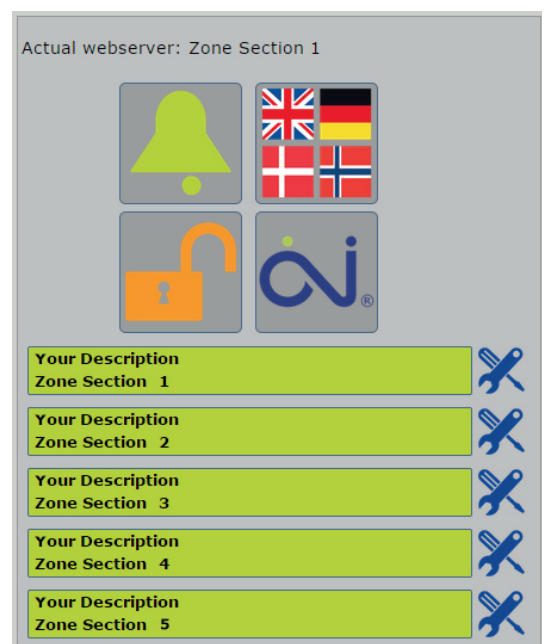 Actual webserver: Zone Section 1
OJ®
Your Description
Zone Section 1
Your Description
Zone Section 2
Your Description
Zone Section 3
Your Description
Zone Section 4
Your Description
Zone Section 5